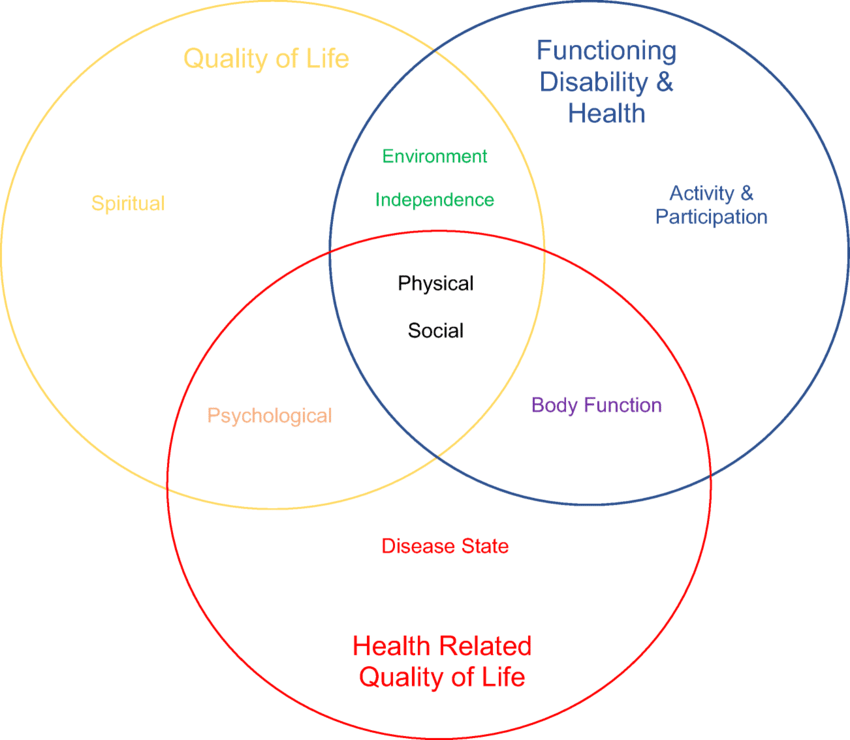 Quality of Life
Functioning
Disability &
Health
Environment
Independence
Spiritual
Activity &
Participation
Physical
Social
Psychological
Body Function
Disease State
Health Related
Quality of Life